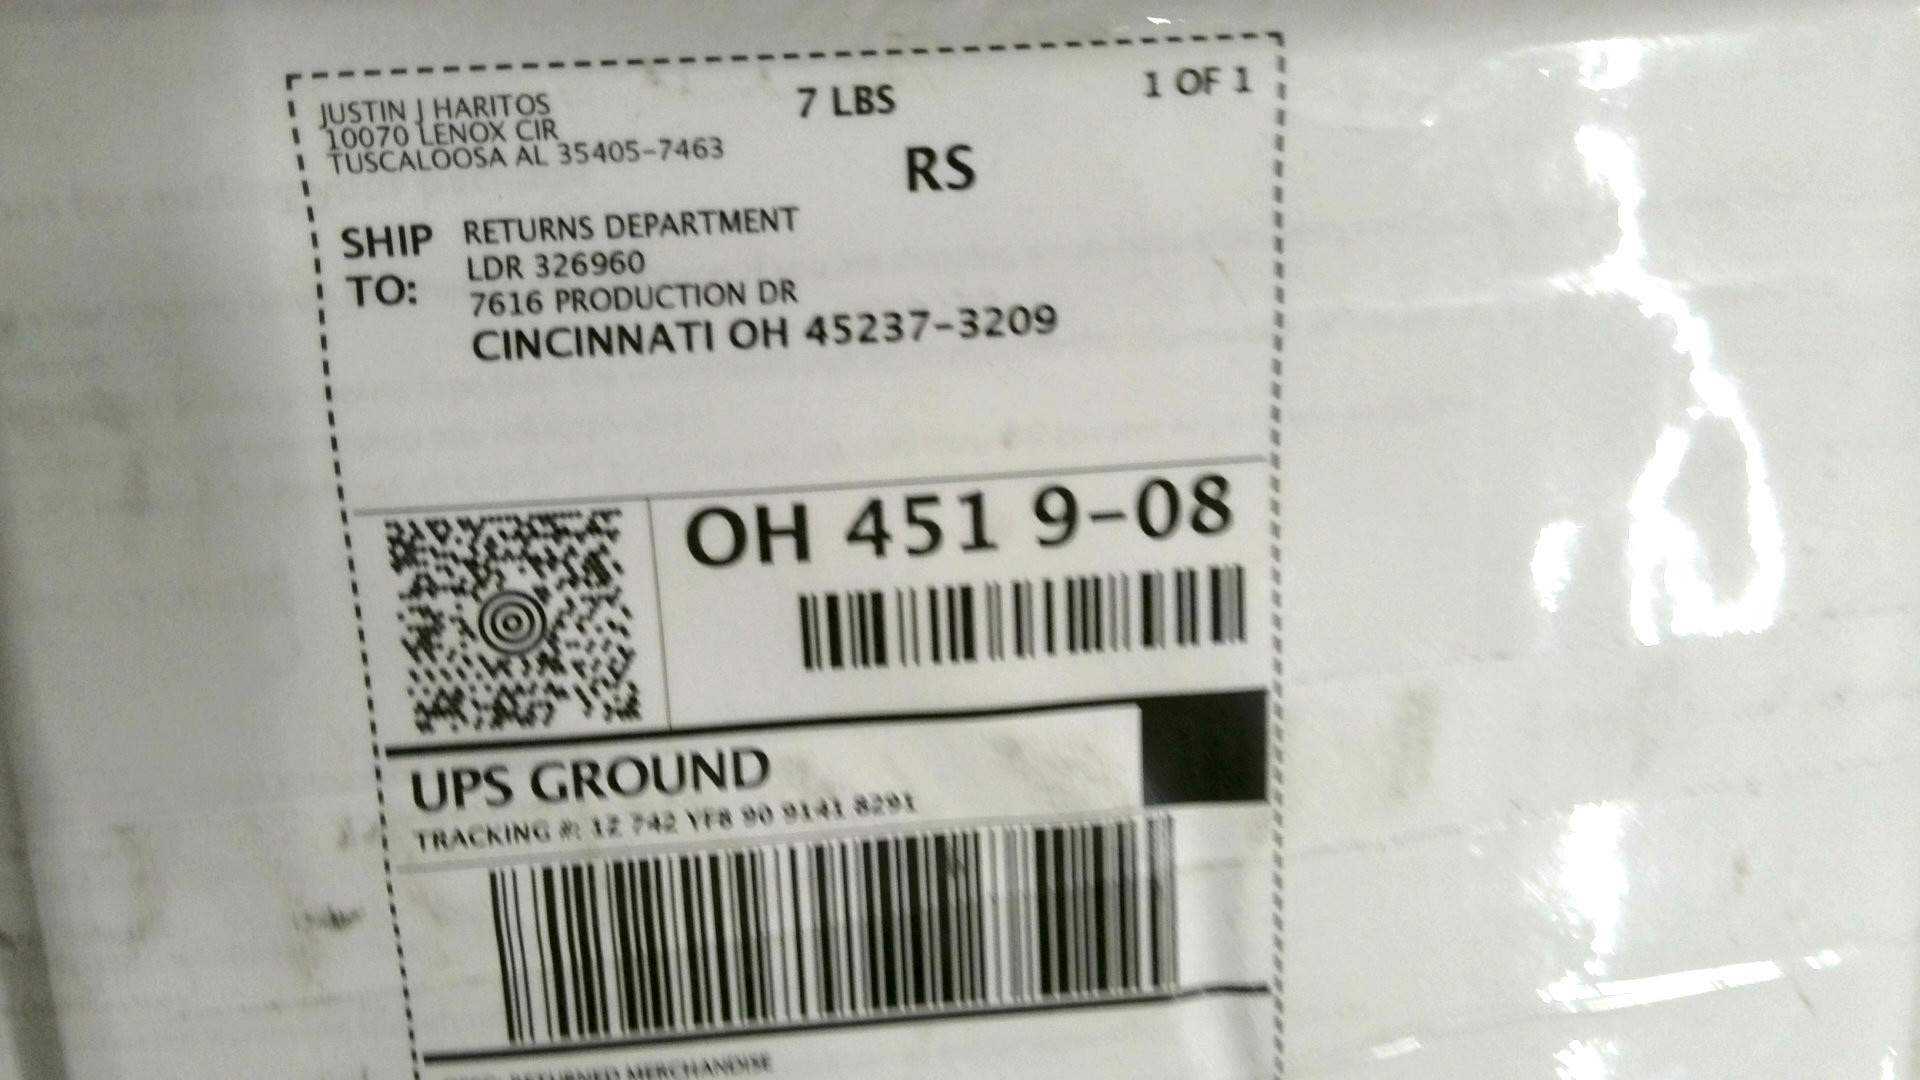 JUSTIN J HARITOS
10070 LENOX CIR
TUSCALOOSA AL 35405-7463
7 LBS
1 OF 1
RS
SHIP TO:
RETURNS DEPARTMENT
LDR 326960
7616 PRODUCTION DR
CINCINNATI OH 45237-3209
OH 451 9-08
UPS GROUND
TRACKING #: 1Z 742 YF8 90 9141 8291
RETURNED MERCHANDISE